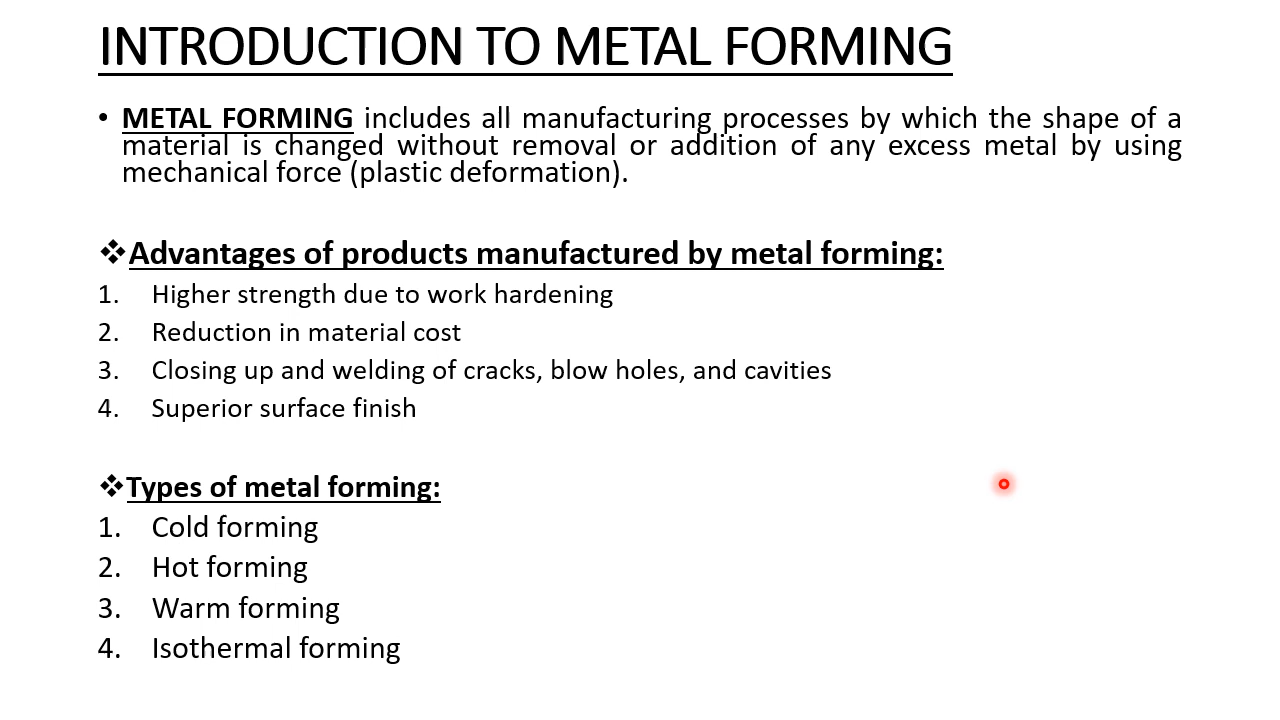 INTRODUCTION TO METAL FORMING
• METAL FORMING includes all manufacturing processes by which the shape of a
material is changed without removal or addition of any excess metal by using
mechanical force (plastic deformation).
❖Advantages of products manufactured by metal forming:
1. Higher strength due to work hardening
2. Reduction in material cost
3. Closing up and welding of cracks, blow holes, and cavities
4. Superior surface finish
❖Types of metal forming:
1. Cold forming
2. Hot forming
3. Warm forming
4. Isothermal forming